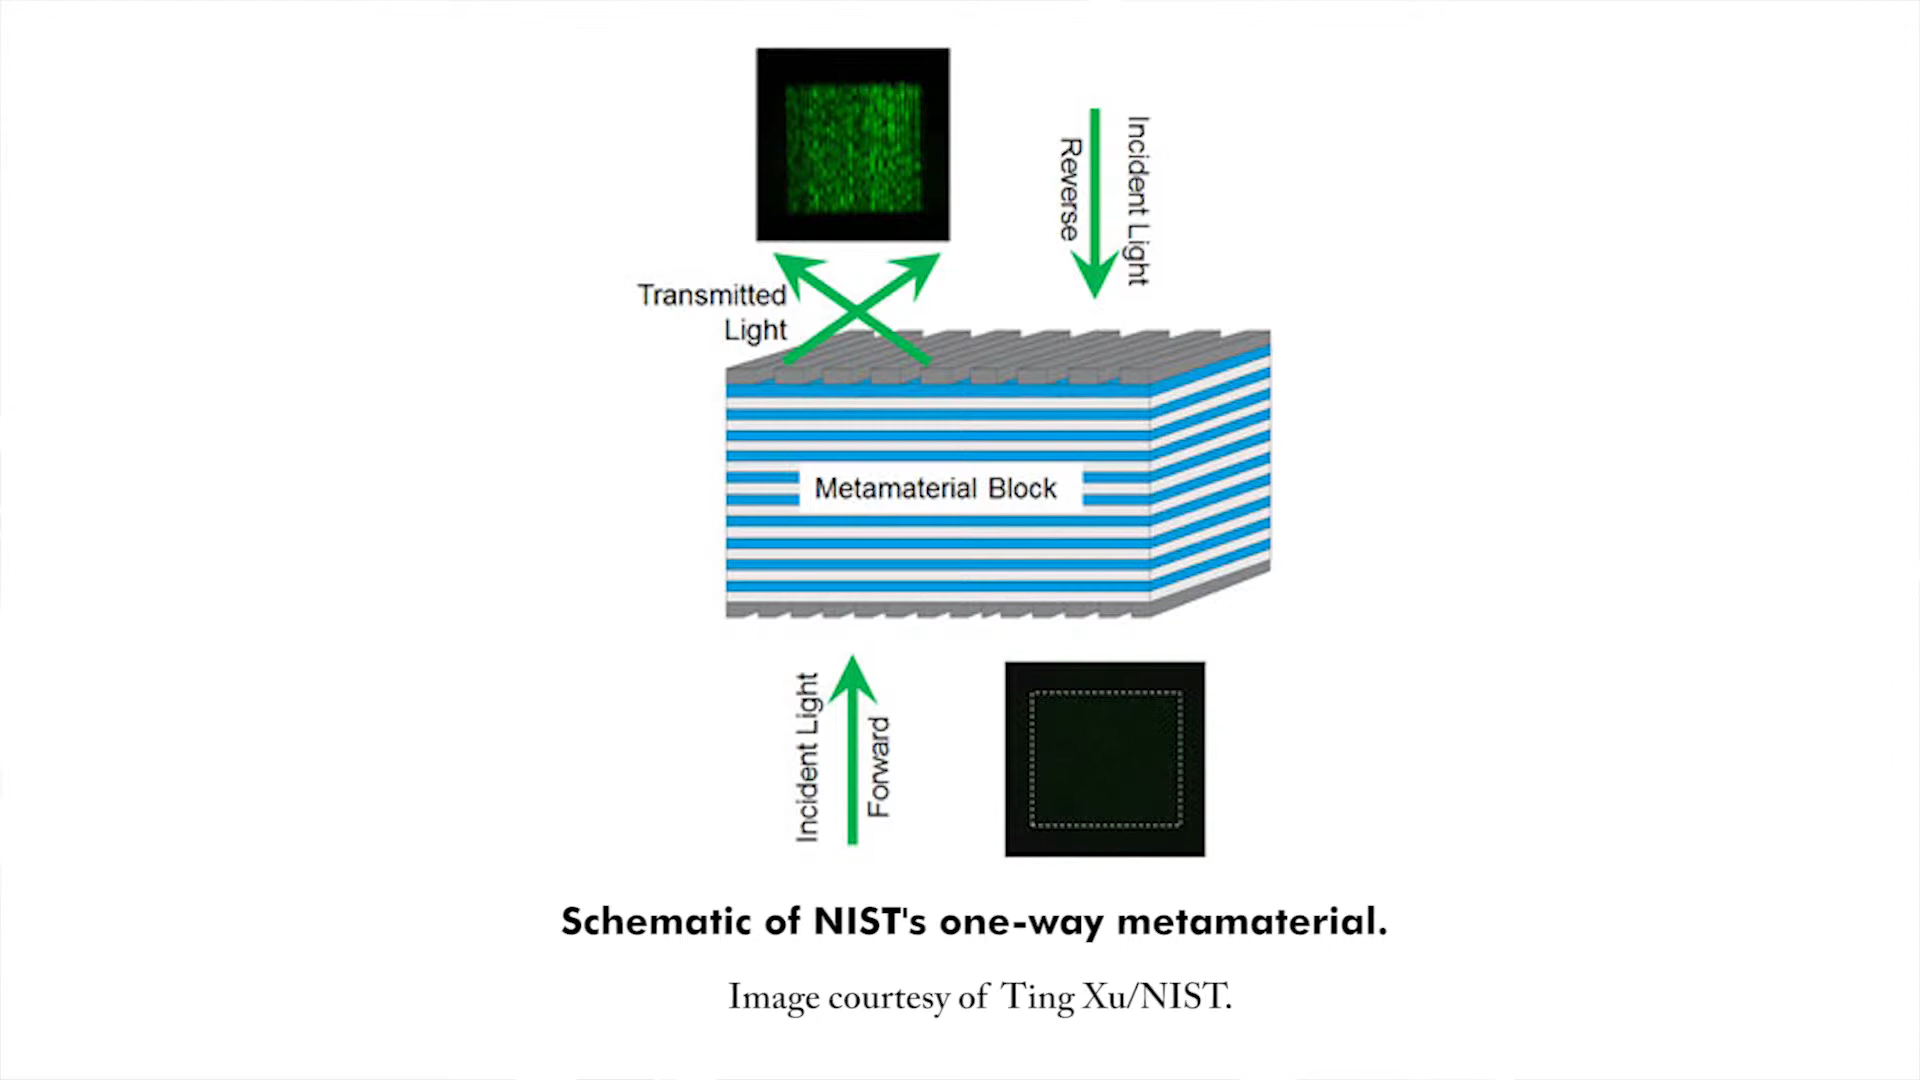 Incident Light
Reverse
Transmitted
Light
Metamaterial Block
Incident Light
Forward
Schematic of NIST's one-way metamaterial.
Image courtesy of Ting Xu/NIST.